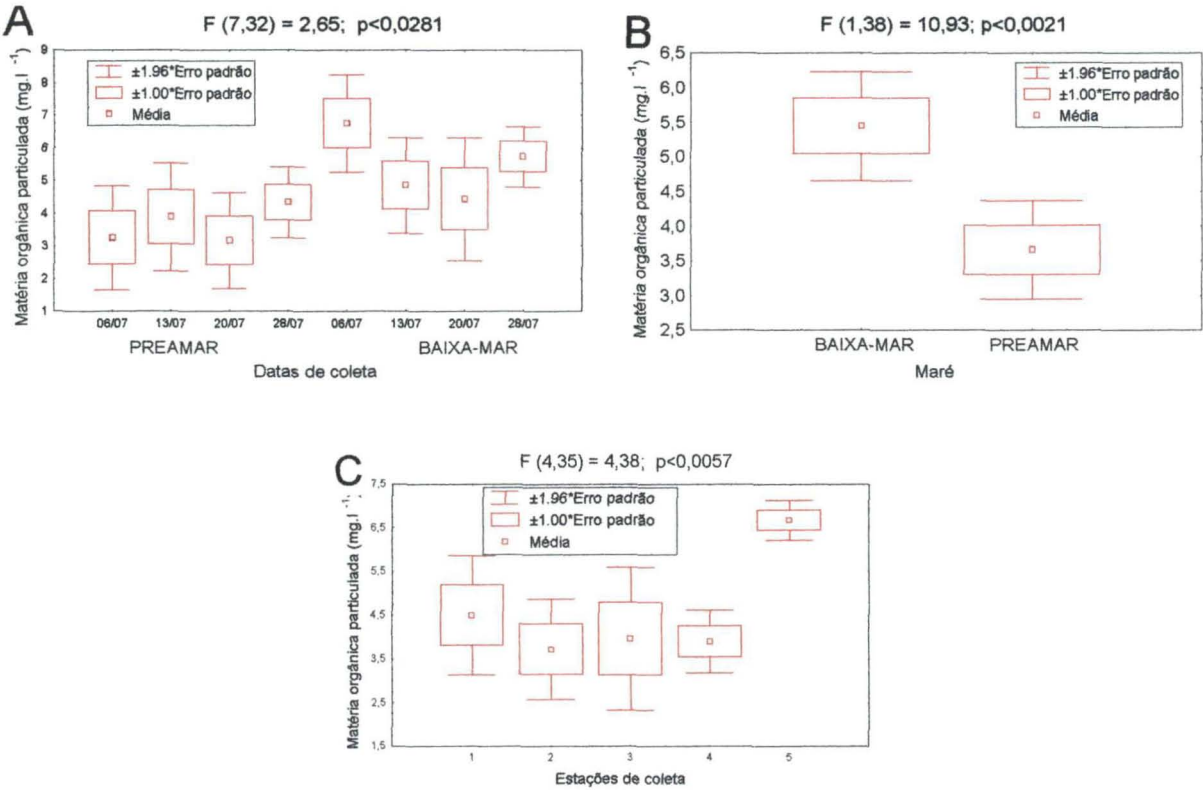 A
F (7,32) = 2,65; p<0,0281
Matéria orgânica particulada (mg.l ⁻¹)
9
8
7
6
5
4
3
2
1
±1.96*Erro padrão
±1.00*Erro padrão
Média
06/07 13/07 20/07 28/07 06/07 13/07 20/07 28/07
PREAMAR BAIXA-MAR
Datas de coleta
B
F (1,38) = 10,93; p<0,0021
Matéria orgânica particulada (mg.l ⁻¹)
6,5
6,0
5,5
5,0
4,5
4,0
3,5
3,0
2,5
±1.96*Erro padrão
±1.00*Erro padrão
Média
BAIXA-MAR PREAMAR
Maré
C
F (4,35) = 4,38; p<0,0057
Matéria orgânica particulada (mg.l ⁻¹)
7,5
6,5
5,5
4,5
3,5
2,5
1,5
±1.96*Erro padrão
±1.00*Erro padrão
Média
1 2 3 4 5
Estações de coleta